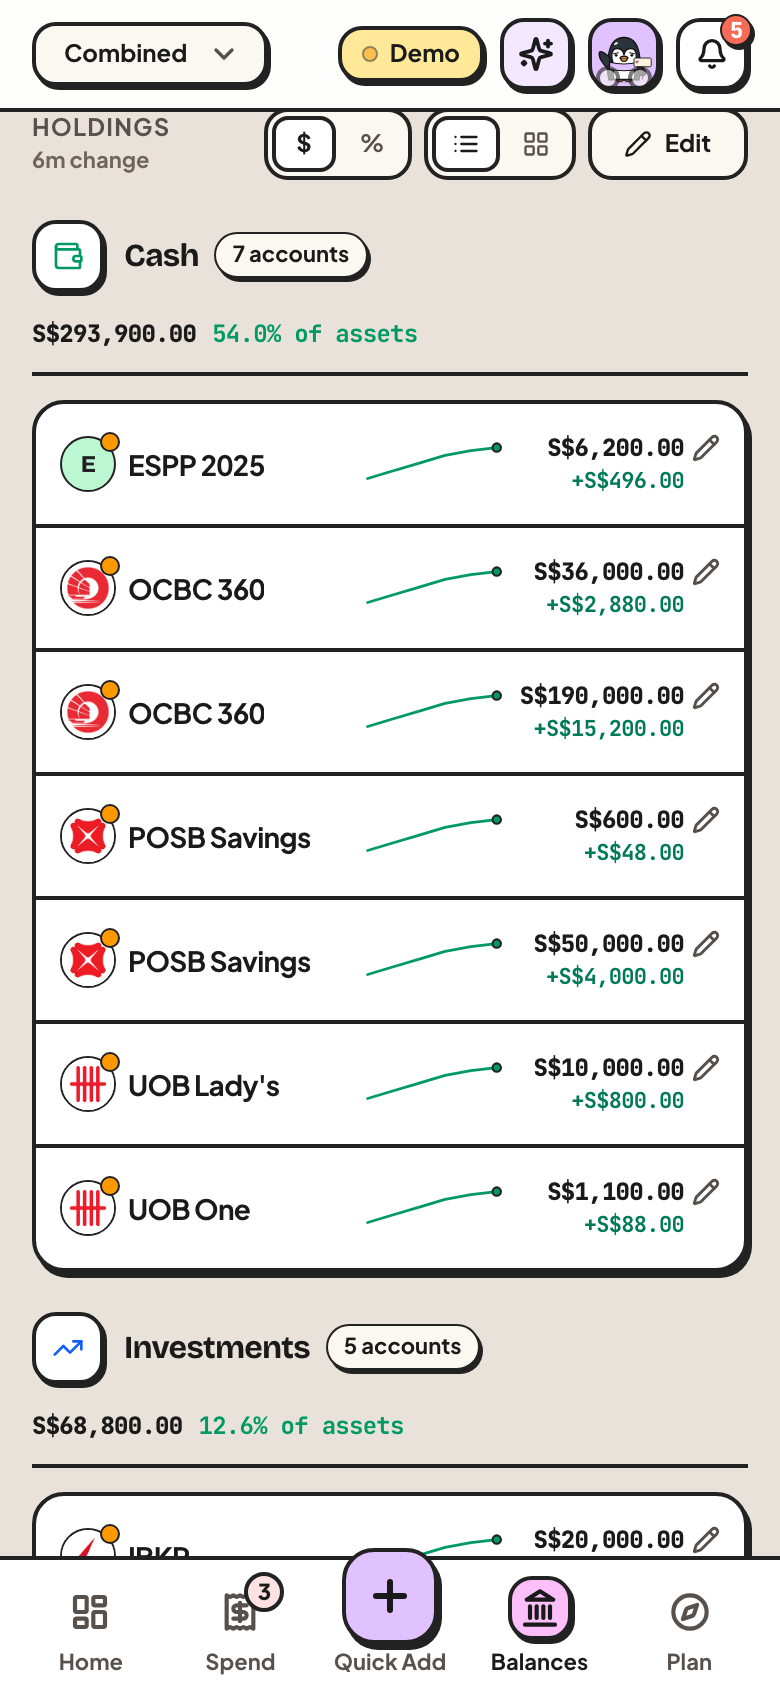 Combined
Demo
5
HOLDINGS
6m change
$ %
Edit
Cash
7 accounts
S$293,900.00 54.0% of assets
E
ESPP 2025
S$6,200.00
+S$496.00
OCBC 360
S$36,000.00
+S$2,880.00
OCBC 360
S$190,000.00
+S$15,200.00
POSB Savings
S$600.00
+S$48.00
POSB Savings
S$50,000.00
+S$4,000.00
UOB Lady's
S$10,000.00
+S$800.00
UOB One
S$1,100.00
+S$88.00
Investments
5 accounts
S$68,800.00 12.6% of assets
IBKR
S$20,000.00
3
Home
Spend
Quick Add
Balances
Plan